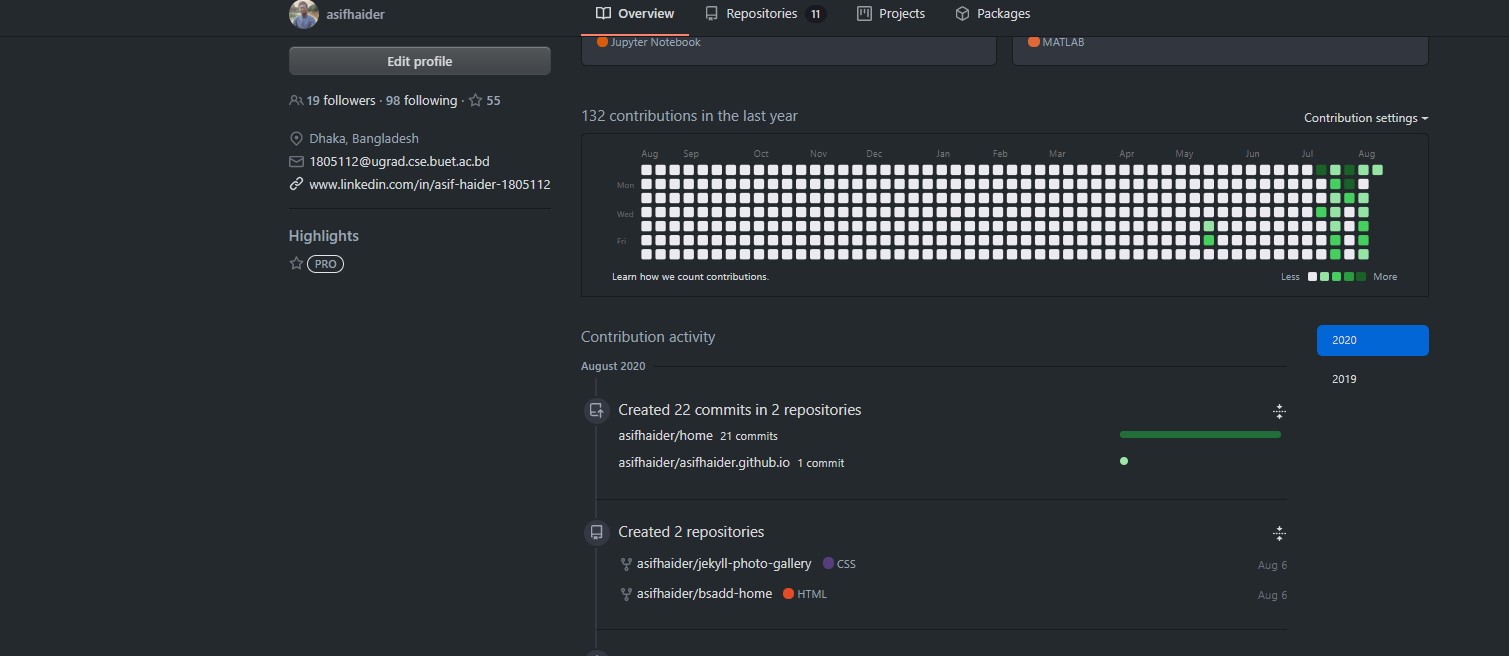 asifhaider
Overview Repositories 11 Projects Packages
Jupyter Notebook
MATLAB
Edit profile
19 followers · 98 following · 55
Dhaka, Bangladesh
1805112@ugrad.cse.buet.ac.bd
www.linkedin.com/in/asif-haider-1805112
Highlights
PRO
132 contributions in the last year
Contribution settings
Aug Sep Oct Nov Dec Jan Feb Mar Apr May Jun Jul Aug
Mon
Wed
Fri
Learn how we count contributions.
Less More
Contribution activity
2020
2019
August 2020
Created 22 commits in 2 repositories
asifhaider/home 21 commits
asifhaider/asifhaider.github.io 1 commit
Created 2 repositories
asifhaider/jekyll-photo-gallery CSS Aug 6
asifhaider/bsadd-home HTML Aug 6